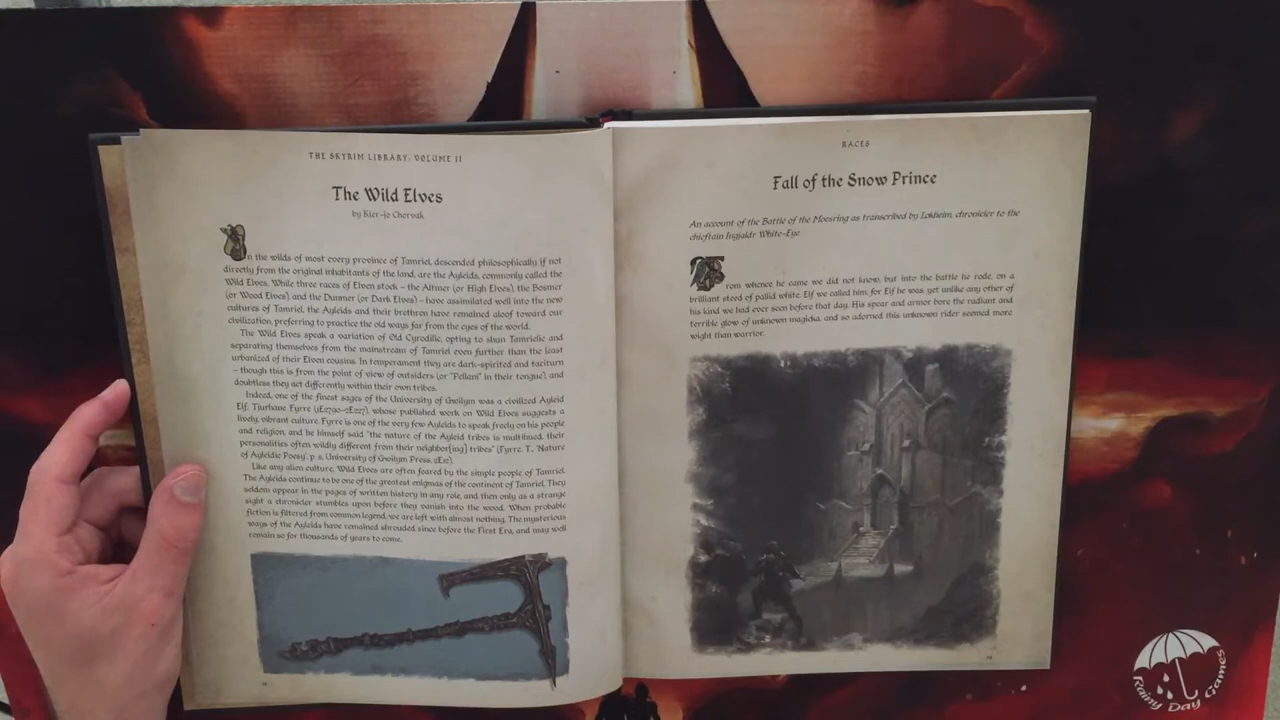 THE SKYRIM LIBRARY, VOLUME II
The Wild Elves
by Kier-jo Chorvak
In the wilds of most every province of Tamriel, descended philosophically if not
directly from the original inhabitants of the land, are the Ayleids, commonly called the
Wild Elves. While three races of Elven stock – the Altmer (or High Elves), the Bosmer
(or Wood Elves), and the Dunmer (or Dark Elves) – have assimilated well into the new
cultures of Tamriel, the Ayleids and their brethren have remained aloof toward our
civilization, preferring to practice the old ways far from the eyes of the world.
The Wild Elves speak a variation of Old Cyrodilic, opting to shun Tamrielic and
separating themselves from the mainstream of Tamriel even further than the least
urbanized of their Elven cousins. In temperament they are dark-spirited and taciturn
– though this is from the point of view of outsiders (or "Pellani" in their tongue), and
doubtless they act differently within their own tribes.
Indeed, one of the finest sages of the University of Gwilym was a civilized Ayleid
Elf, Tjurhane Fyrre (1E2790-2E227), whose published work on Wild Elves suggests a
lively, vibrant culture. Fyrre is one of the very few Ayleids to speak freely on his people
and religion, and he himself said "the nature of the Ayleid tribes is multihued, their
personalities often wildly different from their neighbor[ing] tribes" (Fyrre, T., Nature
of Ayleidic Poesy, p. 8, University of Gwilym Press, 2E12).
Like any alien culture, Wild Elves are often feared by the simple people of Tamriel.
The Ayleids continue to be one of the greatest enigmas of the continent of Tamriel. They
seldom appear in the pages of written history in any role, and then only as a strange
sight a chronicler stumbles upon before they vanish into the wood. When probable
fiction is filtered from common legend, we are left with almost nothing. The mysterious
ways of the Ayleids have remained shrouded since before the First Era, and may well
remain so for thousands of years to come.
RACES
Fall of the Snow Prince
An account of the Battle of the Moesring as transcribed by Lokheim, chronicler to the
chieftain Ingjaldr White-Eye
From whence he came we did not know, but into the battle he rode, on a
brilliant steed of pallid white. Elf we called him, for Elf he was, yet unlike any other of
his kind we had ever seen before that day. His spear and armor bore the radiant and
terrible glow of unknown magicka, and so adorned this unknown rider seemed more
wight than warrior.
Rainy Day Games